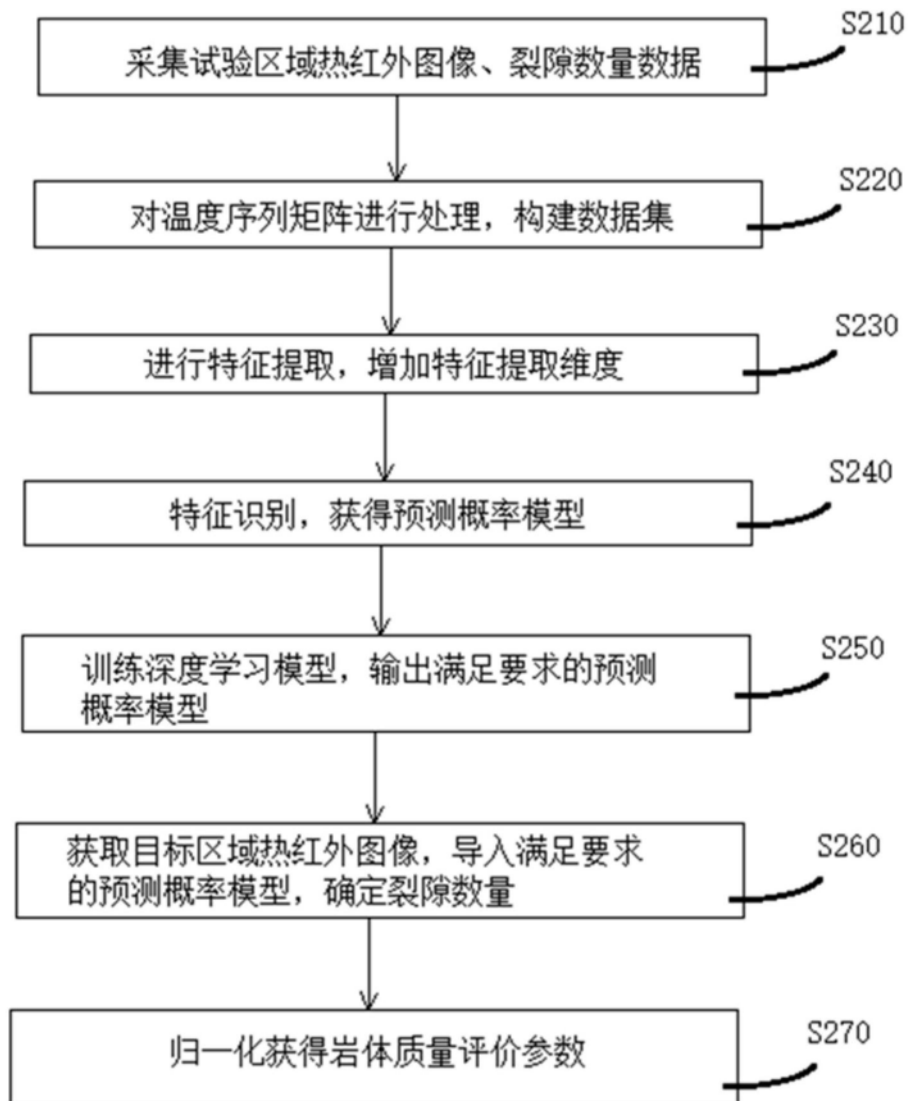 采集试验区域热红外图像、裂隙数量数据
S210
对温度序列矩阵进行处理，构建数据集
S220
进行特征提取，增加特征提取维度
S230
特征识别，获得预测概率模型
S240
训练深度学习模型，输出满足要求的预测
概率模型
S250
获取目标区域热红外图像，导入满足要求
的预测概率模型，确定裂隙数量
S260
归一化获得岩体质量评价参数
S270